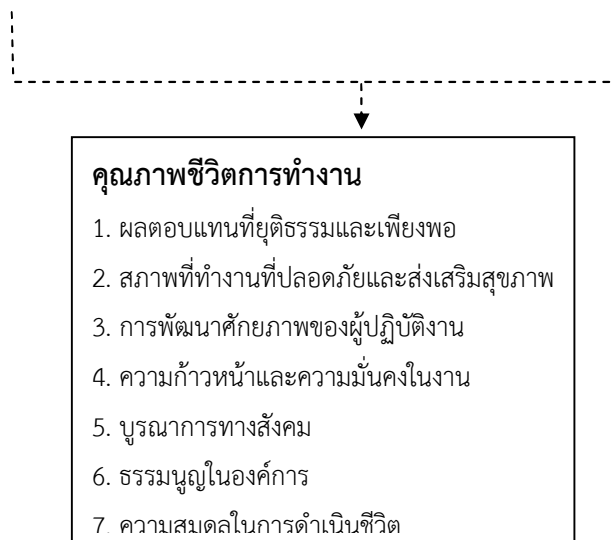 คุณภาพชีวิตการทำงาน
1. ผลตอบแทนที่ยุติธรรมและเพียงพอ
2. สภาพที่ทำงานที่ปลอดภัยและส่งเสริมสุขภาพ
3. การพัฒนาศักยภาพของผู้ปฏิบัติงาน
4. ความก้าวหน้าและความมั่นคงในงาน
5. บูรณาการทางสังคม
6. ธรรมนูญในองค์การ
7. ความสมดุลในการดำเนินชีวิต